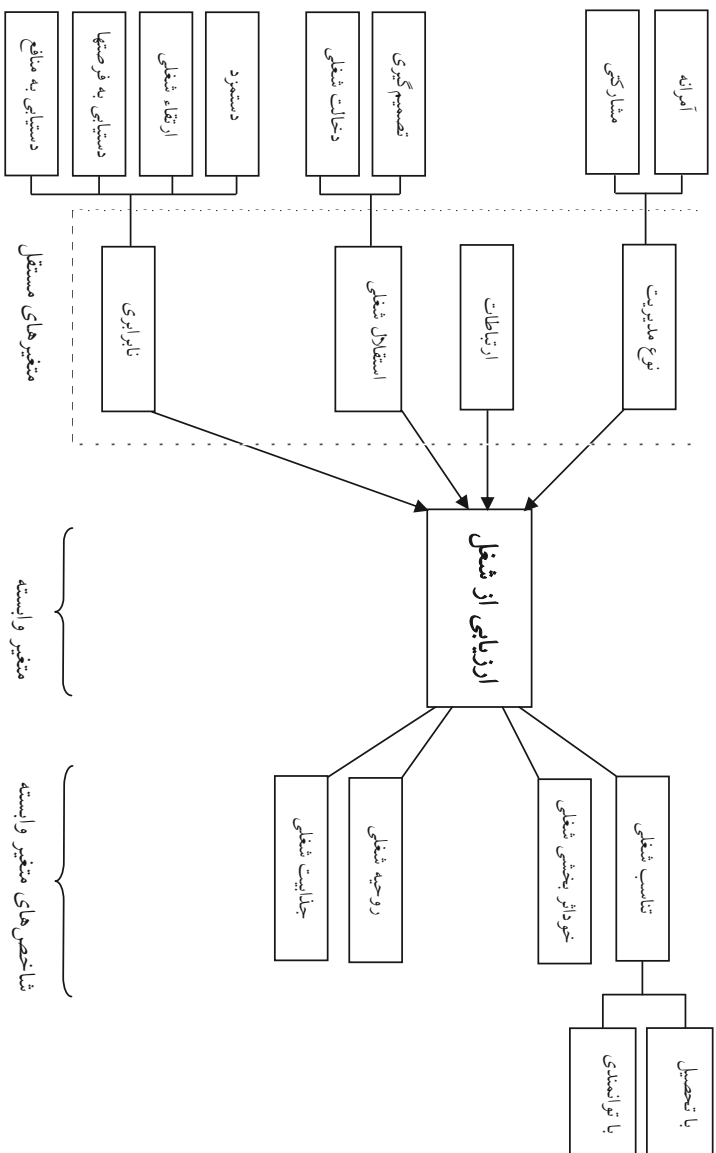 آمرانه
مشارکتی
تصمیم‌گیری
دخالت شغلی
دستمزد
ارتقاء شغلی
دستیابی به فرصتها
دستیابی به منافع
نوع مدیریت
ارتباطات
استقلال شغلی
نابرابری
متغیرهای مستقل
ارزیابی از شغل
متغیر وابسته
تناسب شغلی
خوداثر بخشی شغلی
روحیه شغلی
جذابیت شغلی
شاخص‌های متغیر وابسته
با تحصیل
با توانمندی